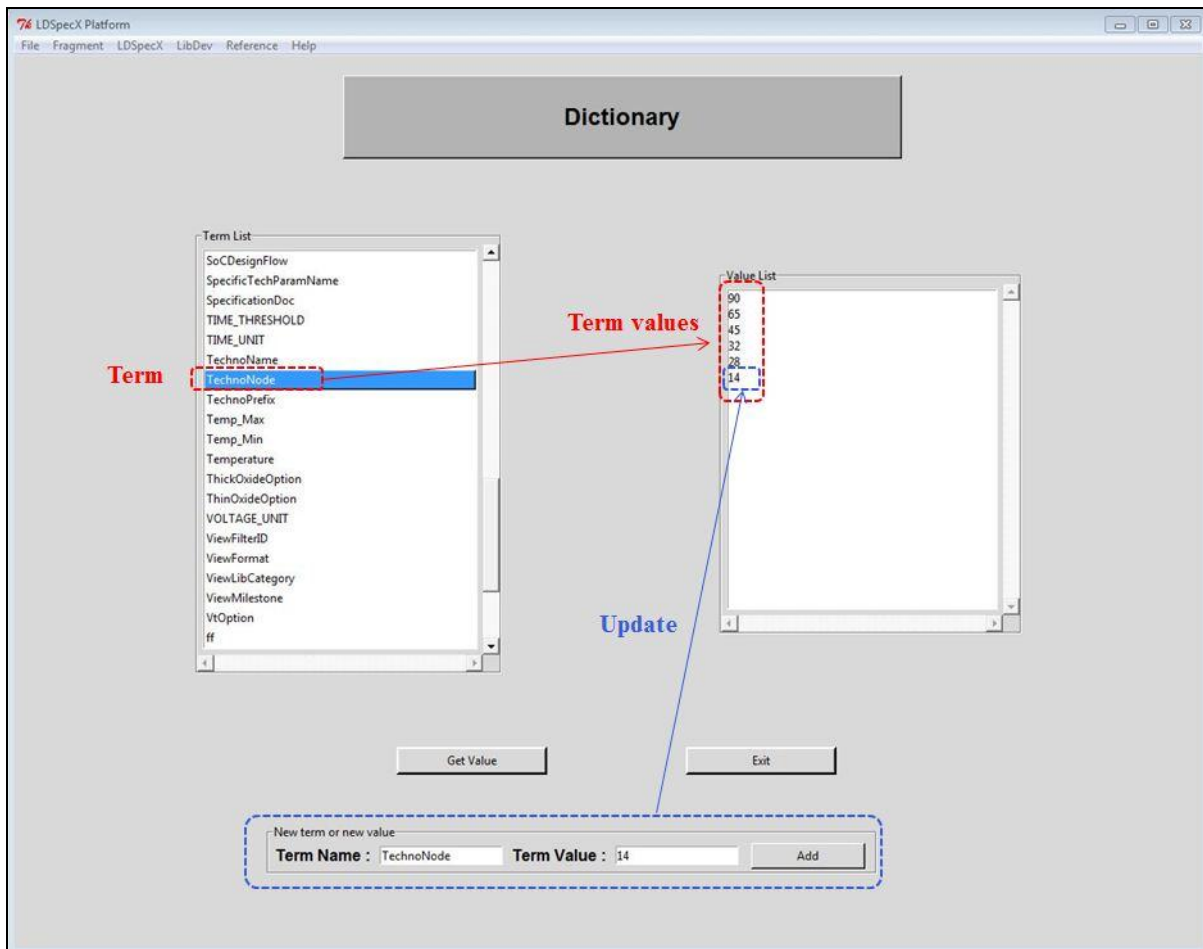 LDSpecX Platform
File Fragment LDSpecX LibDev Reference Help
Dictionary
Term List
SoCDesignFlow
SpecificTechParamName
SpecificationDoc
TIME_THRESHOLD
TIME_UNIT
TechnoName
TechnoNode
TechnoPrefix
Temp_Max
Temp_Min
Temperature
ThickOxideOption
ThinOxideOption
VOLTAGE_UNIT
ViewFilterID
ViewFormat
ViewLibCategory
ViewMilestone
VtOption
ff
Term
Term values
Value List
90
65
45
32
28
14
Update
Get Value
Exit
New term or new value
Term Name : TechnoNode Term Value : 14 Add